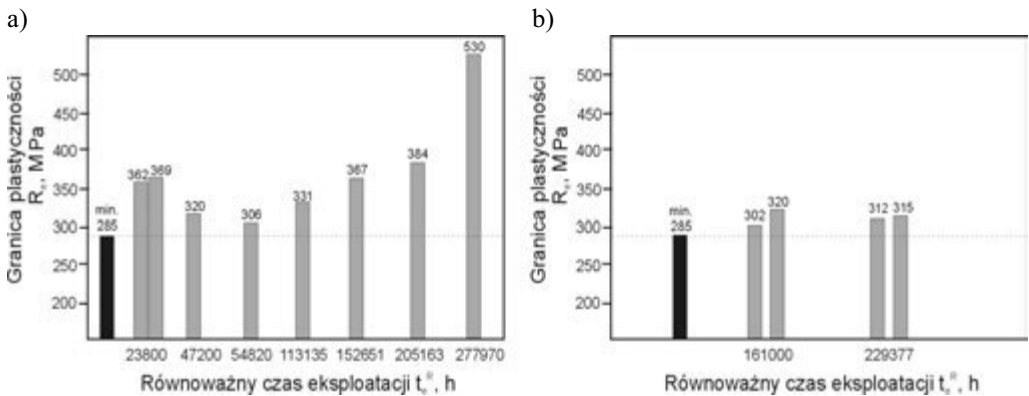 a)
Granica plastyczności
Rₑ, MPa
500
450
400
350
300
250
200
min.
285
362
369
320
306
331
367
384
530
23800 47200 54820 113135 152651 205163 277970
Równoważny czas eksploatacji tₑᴿ, h
b)
Granica plastyczności
Rₑ, MPa
500
450
400
350
300
250
200
min.
285
302
320
312
315
161000 229377
Równoważny czas eksploatacji tₑᴿ, h